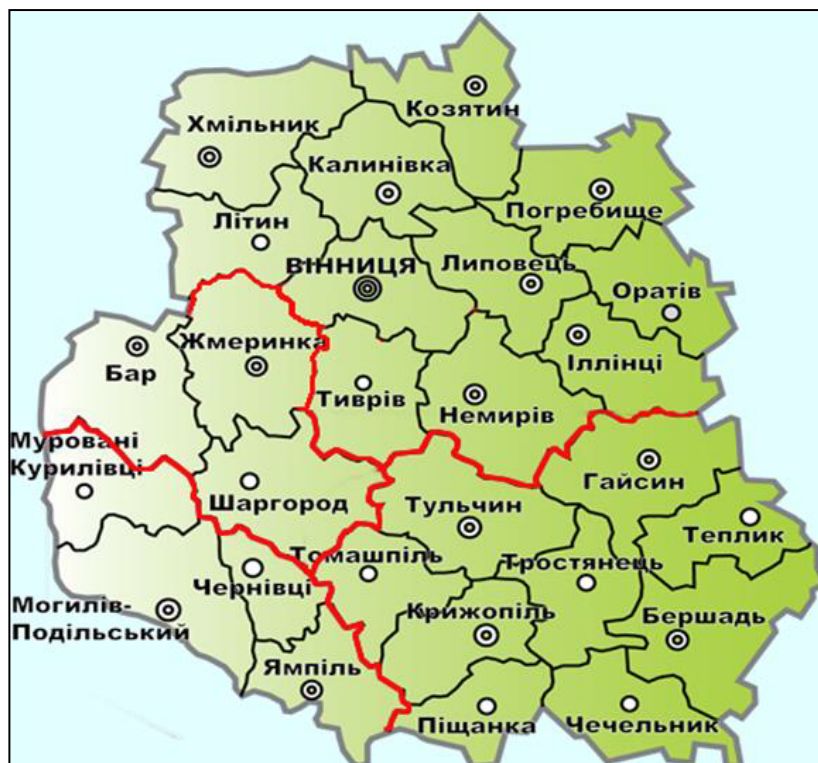 Козятин
Хмільник
Калинівка
Погребище
Літин
ВІННИЦЯ
Липовець
Оратів
Жмеринка
Бар
Іллінці
Тиврів
Немирів
Муровані
Курилівці
Гайсин
Шаргород
Тульчин
Теплик
Томашпіль
Тростянець
Чернівці
Могилів-
Подільський
Крижопіль
Бершадь
Ямпіль
Піщанка
Чечельник